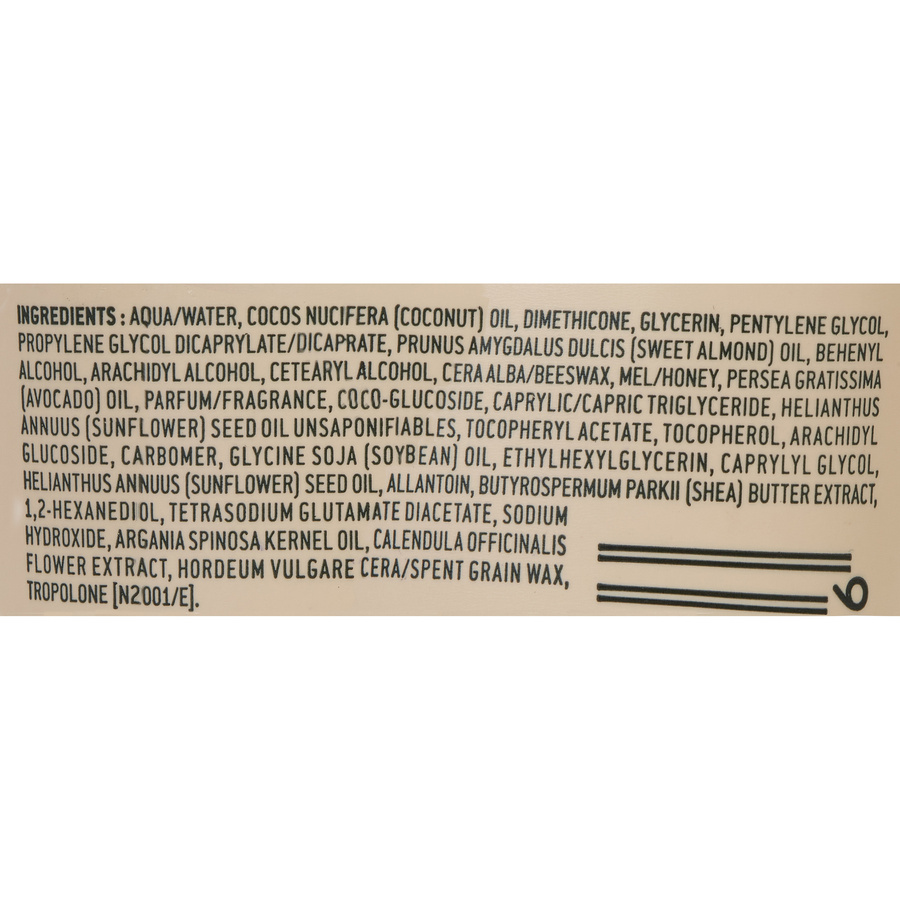 INGREDIENTS : AQUA/WATER, COCOS NUCIFERA (COCONUT) OIL, DIMETHICONE, GLYCERIN, PENTYLENE GLYCOL,
PROPYLENE GLYCOL DICAPRYLATE/DICAPRATE, PRUNUS AMYGDALUS DULCIS (SWEET ALMOND) OIL, BEHENYL
ALCOHOL, ARACHIDYL ALCOHOL, CETEARYL ALCOHOL, CERA ALBA/BEESWAX, MEL/HONEY, PERSEA GRATISSIMA
(AVOCADO) OIL, PARFUM/FRAGRANCE, COCO-GLUCOSIDE, CAPRYLIC/CAPRIC TRIGLYCERIDE, HELIANTHUS
ANNUUS (SUNFLOWER) SEED OIL UNSAPONIFIABLES, TOCOPHERYL ACETATE, TOCOPHEROL, ARACHIDYL
GLUCOSIDE, CARBOMER, GLYCINE SOJA (SOYBEAN) OIL, ETHYLHEXYLGLYCERIN, CAPRYLYL GLYCOL,
HELIANTHUS ANNUUS (SUNFLOWER) SEED OIL, ALLANTOIN, BUTYROSPERMUM PARKII (SHEA) BUTTER EXTRACT,
1,2-HEXANEDIOL, TETRASODIUM GLUTAMATE DIACETATE, SODIUM
HYDROXIDE, ARGANIA SPINOSA KERNEL OIL, CALENDULA OFFICINALIS
FLOWER EXTRACT, HORDEUM VULGARE CERA/SPENT GRAIN WAX,
TROPOLONE [N2001/E].